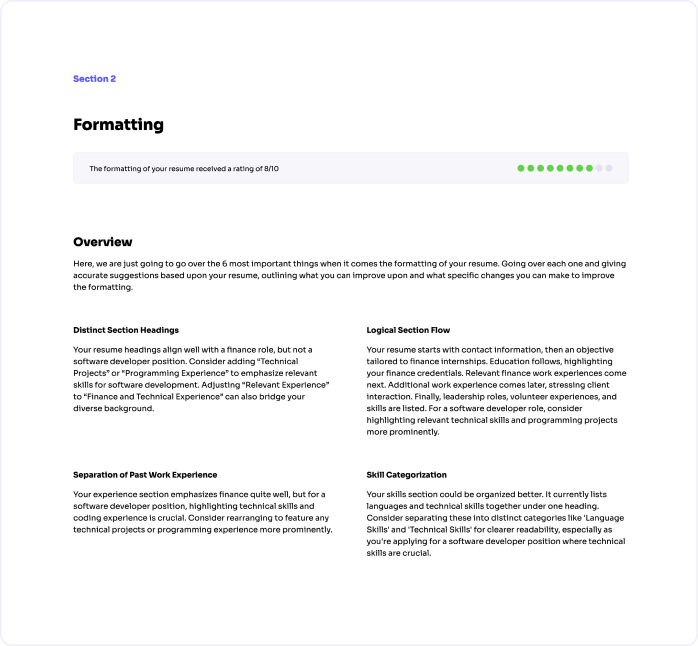 Section 2
Formatting
The formatting of your resume received a rating of 8/10
Overview
Here, we are just going to go over the 6 most important things when it comes the formatting of your resume. Going over each one and giving
accurate suggestions based upon your resume, outlining what you can improve upon and what specific changes you can make to improve
the formatting.
Distinct Section Headings
Your resume headings align well with a finance role, but not a
software developer position. Consider adding “Technical
Projects” or “Programming Experience” to emphasize relevant
skills for software development. Adjusting “Relevant Experience”
to “Finance and Technical Experience” can also bridge your
diverse background.
Logical Section Flow
Your resume starts with contact information, then an objective
tailored to finance internships. Education follows, highlighting
your finance credentials. Relevant finance work experiences come
next. Additional work experience comes later, stressing client
interaction. Finally, leadership roles, volunteer experiences, and
skills are listed. For a software developer role, consider
highlighting relevant technical skills and programming projects
more prominently.
Separation of Past Work Experience
Your experience section emphasizes finance quite well, but for a
software developer position, highlighting technical skills and
coding experience is crucial. Consider rearranging to feature any
technical projects or programming experience more prominently.
Skill Categorization
Your skills section could be organized better. It currently lists
languages and technical skills together under one heading.
Consider separating these into distinct categories like 'Language
Skills' and 'Technical Skills' for clearer readability, especially as
you're applying for a software developer position where technical
skills are crucial.